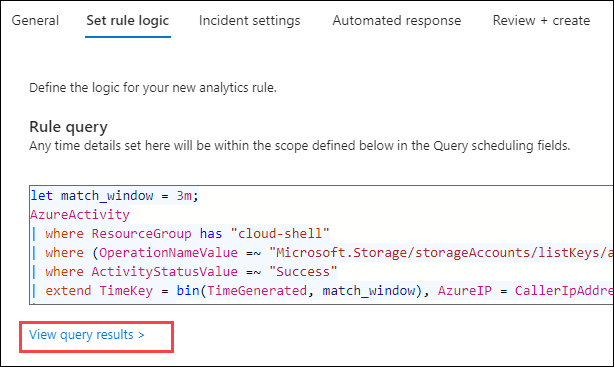 General Set rule logic Incident settings Automated response Review + create
Define the logic for your new analytics rule.
Rule query
Any time details set here will be within the scope defined below in the Query scheduling fields.
let match_window = 3m;
AzureActivity
| where ResourceGroup has "cloud-shell"
| where (OperationNameValue =~ "Microsoft.Storage/storageAccounts/listKeys/a
| where ActivityStatusValue =~ "Success"
| extend TimeKey = bin(TimeGenerated, match_window), AzureIP = CallerIpAddre
View query results >